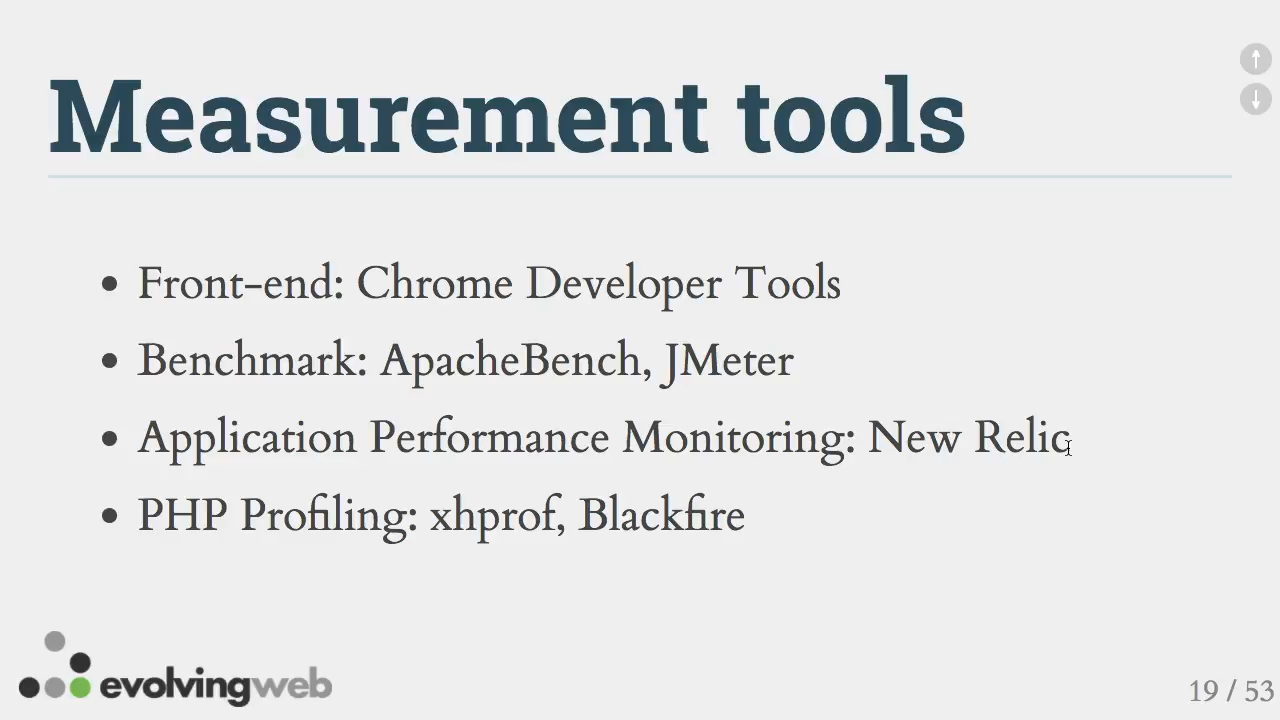 Measurement tools
Front-end: Chrome Developer Tools
Benchmark: ApacheBench, JMeter
Application Performance Monitoring: New Relic
PHP Profiling: xhprof, Blackfire
evolvingweb
19 / 53